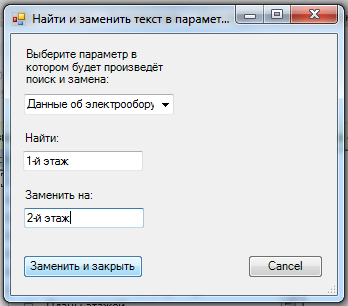 Найти и заменить текст в парамет...
Выберите параметр в
котором будет произведёт
поиск и замена:
Данные об электрообору
Найти:
1-й этаж
Заменить на:
2-й этаж
Заменить и закрыть
Cancel